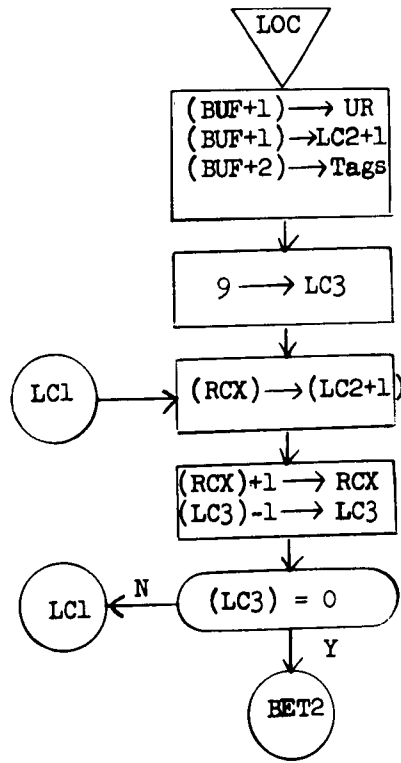 LOC
(BUF+1) → UR
(BUF+1) → LC2+1
(BUF+2) → Tags
9 → LC3
LC1
(RCX) → (LC2+1)
(RCX)+1 → RCX
(LC3)-1 → LC3
N
LC1
(LC3) = 0
Y
BET2